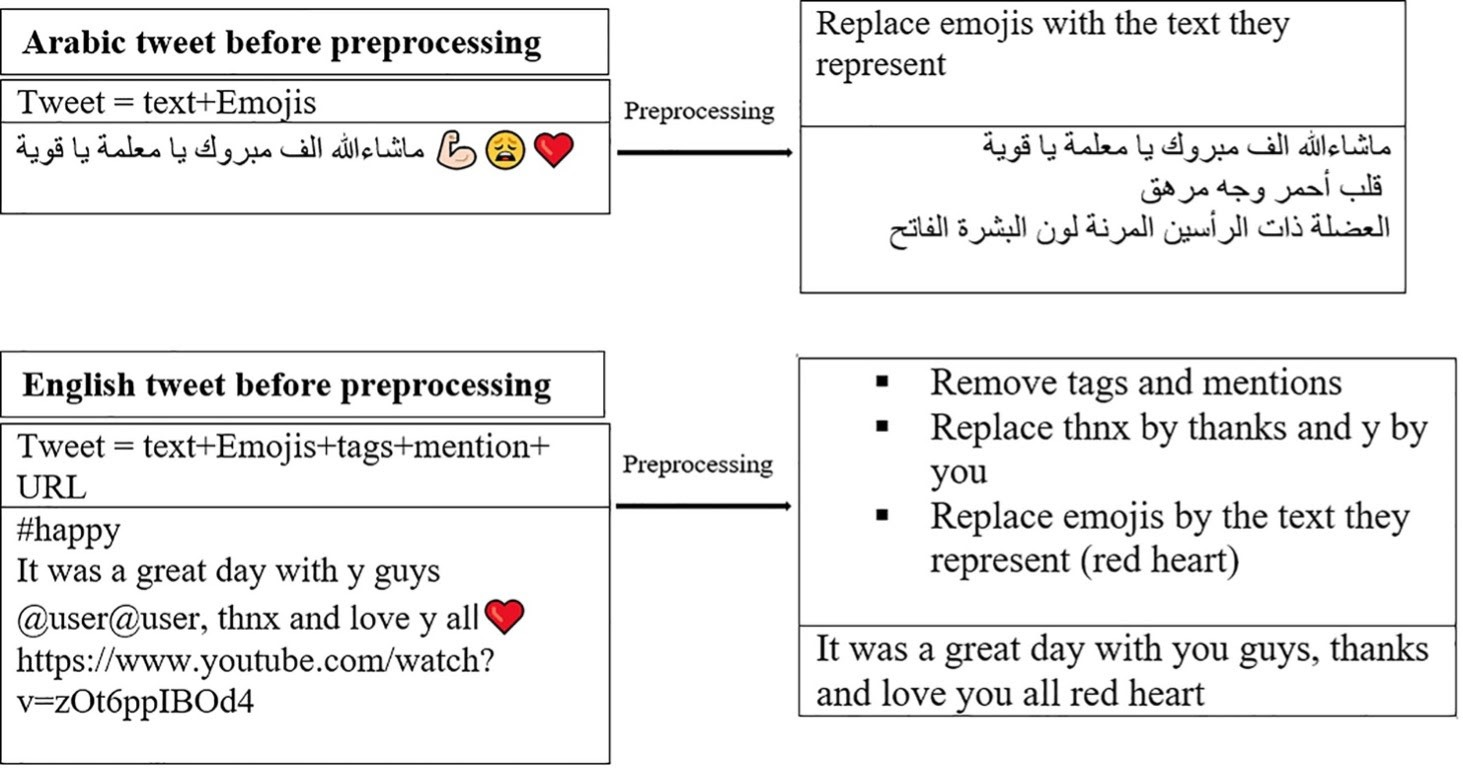 Arabic tweet before preprocessing
Tweet = text+Emojis
ماشاءالله الف مبروك يا معلمة يا قوية 💪🏻😩❤️
Preprocessing
Replace emojis with the text they
represent
ماشاءالله الف مبروك يا معلمة يا قوية
قلب أحمر وجه مرهق
العضلة ذات الرأسين المرنة لون البشرة الفاتح
English tweet before preprocessing
Tweet = text+Emojis+tags+mention+
URL
#happy
It was a great day with y guys
@user@user, thnx and love y all❤️
https://www.youtube.com/watch?
v=zOt6ppIBOd4
Preprocessing
▪ Remove tags and mentions
▪ Replace thnx by thanks and y by
you
▪ Replace emojis by the text they
represent (red heart)
It was a great day with you guys, thanks
and love you all red heart